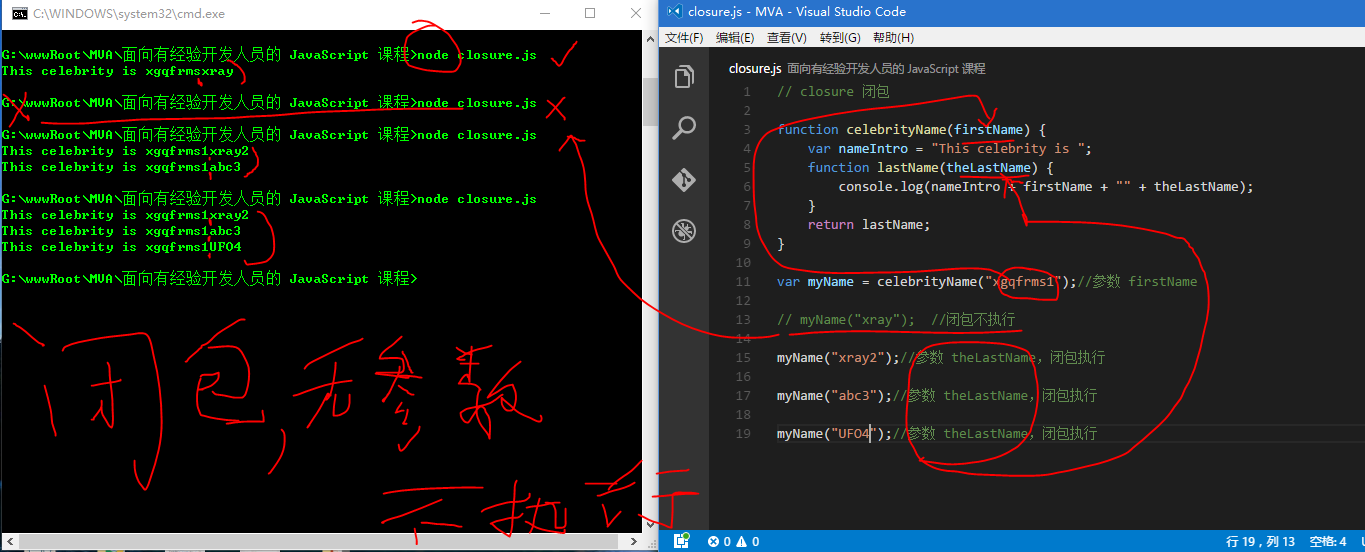 C:\WINDOWS\system32\cmd.exe
G:\wwwRoot\MVA\面向有经验开发人员的 JavaScript 课程>node closure.js
This celebrity is xgqfrmsxray
G:\wwwRoot\MVA\面向有经验开发人员的 JavaScript 课程>node closure.js
G:\wwwRoot\MVA\面向有经验开发人员的 JavaScript 课程>node closure.js
This celebrity is xgqfrms1xray2
This celebrity is xgqfrms1abc3
G:\wwwRoot\MVA\面向有经验开发人员的 JavaScript 课程>node closure.js
This celebrity is xgqfrms1xray2
This celebrity is xgqfrms1abc3
This celebrity is xgqfrms1UFO4
G:\wwwRoot\MVA\面向有经验开发人员的 JavaScript 课程>
闭包,无参数
不执行
closure.js - MVA - Visual Studio Code
文件(F) 编辑(E) 查看(V) 转到(G) 帮助(H)
closure.js 面向有经验开发人员的 JavaScript 课程
1 // closure 闭包
2
3 function celebrityName(firstName) {
4 var nameIntro = "This celebrity is ";
5 function lastName(theLastName) {
6 console.log(nameIntro + firstName + "" + theLastName);
7 }
8 return lastName;
9 }
10
11 var myName = celebrityName("xgqfrms1");//参数 firstName
12
13 // myName("xray"); //闭包不执行
14
15 myName("xray2");//参数 theLastName，闭包执行
16
17 myName("abc3");//参数 theLastName，闭包执行
18
19 myName("UFO4");//参数 theLastName，闭包执行
0 0
行 19，列 13 空格: 4